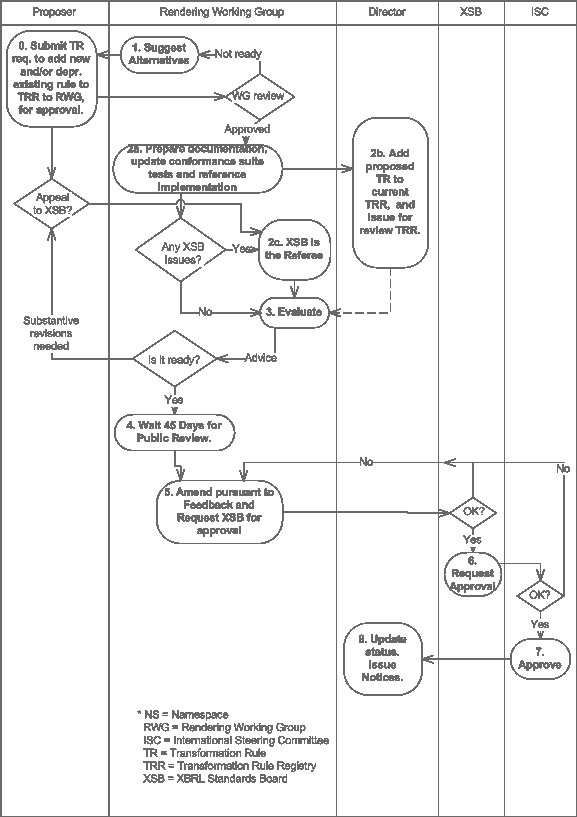 Proposer
Rendering Working Group
Director
XSB
ISC
0. Submit TR
req. to add new
and/or depr.
existing rule to
TRR to RWG,
for approval.
1. Suggest
Alternatives
Not ready
WG review
Approved
2a. Prepare documentation,
update conformance suite
tests and reference
implementation
2b. Add
proposed
TR to
current
TRR, and
issue for
review TRR.
Appeal
to XSB?
Any XSB
Issues?
Yes
2c. XSB is
the Referee
No
3. Evaluate
Substantive
revisions
needed
Is it ready?
Advice
Yes
4. Wait 45 Days for
Public Review.
No
No
5. Amend pursuant to
Feedback and
Request XSB for
approval
OK?
Yes
6.
Request
Approval
OK?
Yes
8. Update
status.
Issue
Notices.
7.
Approve
* NS = Namespace
RWG = Rendering Working Group
ISC = International Steering Committee
TR = Transformation Rule
TRR = Transformation Rule Registry
XSB = XBRL Standards Board